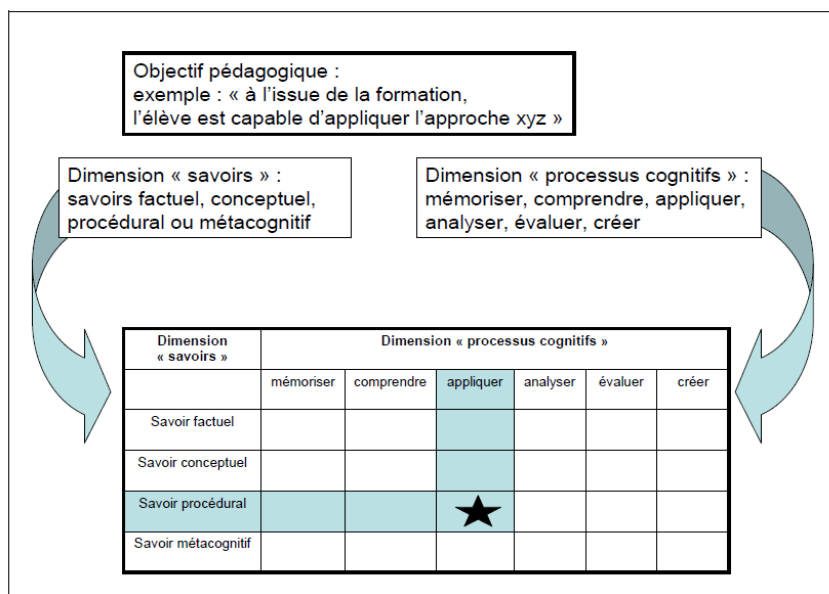 Objectif pédagogique :
exemple : « à l'issue de la formation,
l'élève est capable d'appliquer l'approche xyz »
Dimension « savoirs » :
savoirs factuel, conceptuel,
procédural ou métacognitif
Dimension « processus cognitifs » :
mémoriser, comprendre, appliquer,
analyser, évaluer, créer
Dimension
« savoirs »
Dimension « processus cognitifs »
mémoriser comprendre appliquer analyser évaluer créer
Savoir factuel
Savoir conceptuel
Savoir procédural
Savoir métacognitif